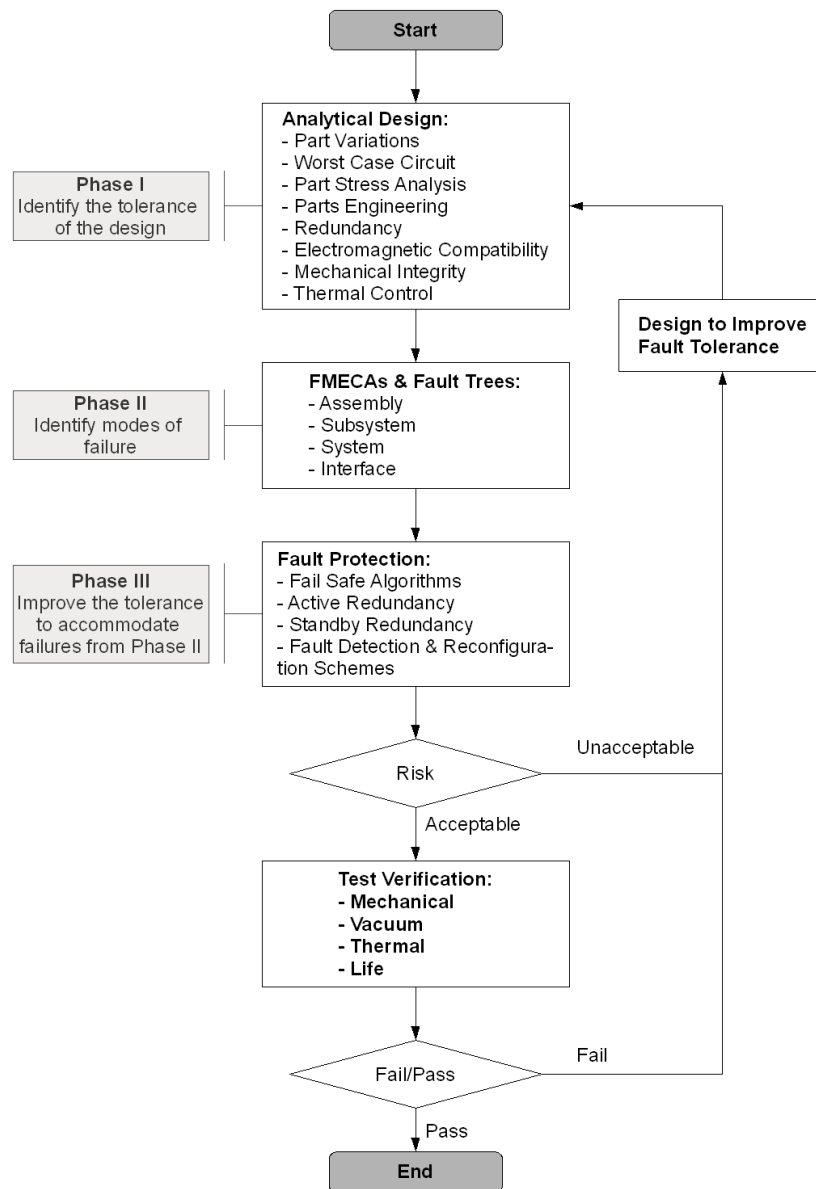 Start
Analytical Design:
- Part Variations
- Worst Case Circuit
- Part Stress Analysis
- Parts Engineering
- Redundancy
- Electromagnetic Compatibility
- Mechanical Integrity
- Thermal Control
Phase I
Identify the tolerance
of the design
Design to Improve
Fault Tolerance
FMECAs & Fault Trees:
- Assembly
- Subsystem
- System
- Interface
Phase II
Identify modes of
failure
Fault Protection:
- Fail Safe Algorithms
- Active Redundancy
- Standby Redundancy
- Fault Detection & Reconfigura-
tion Schemes
Phase III
Improve the tolerance
to accommodate
failures from Phase II
Risk
Unacceptable
Acceptable
Test Verification:
- Mechanical
- Vacuum
- Thermal
- Life
Fail/Pass
Fail
Pass
End